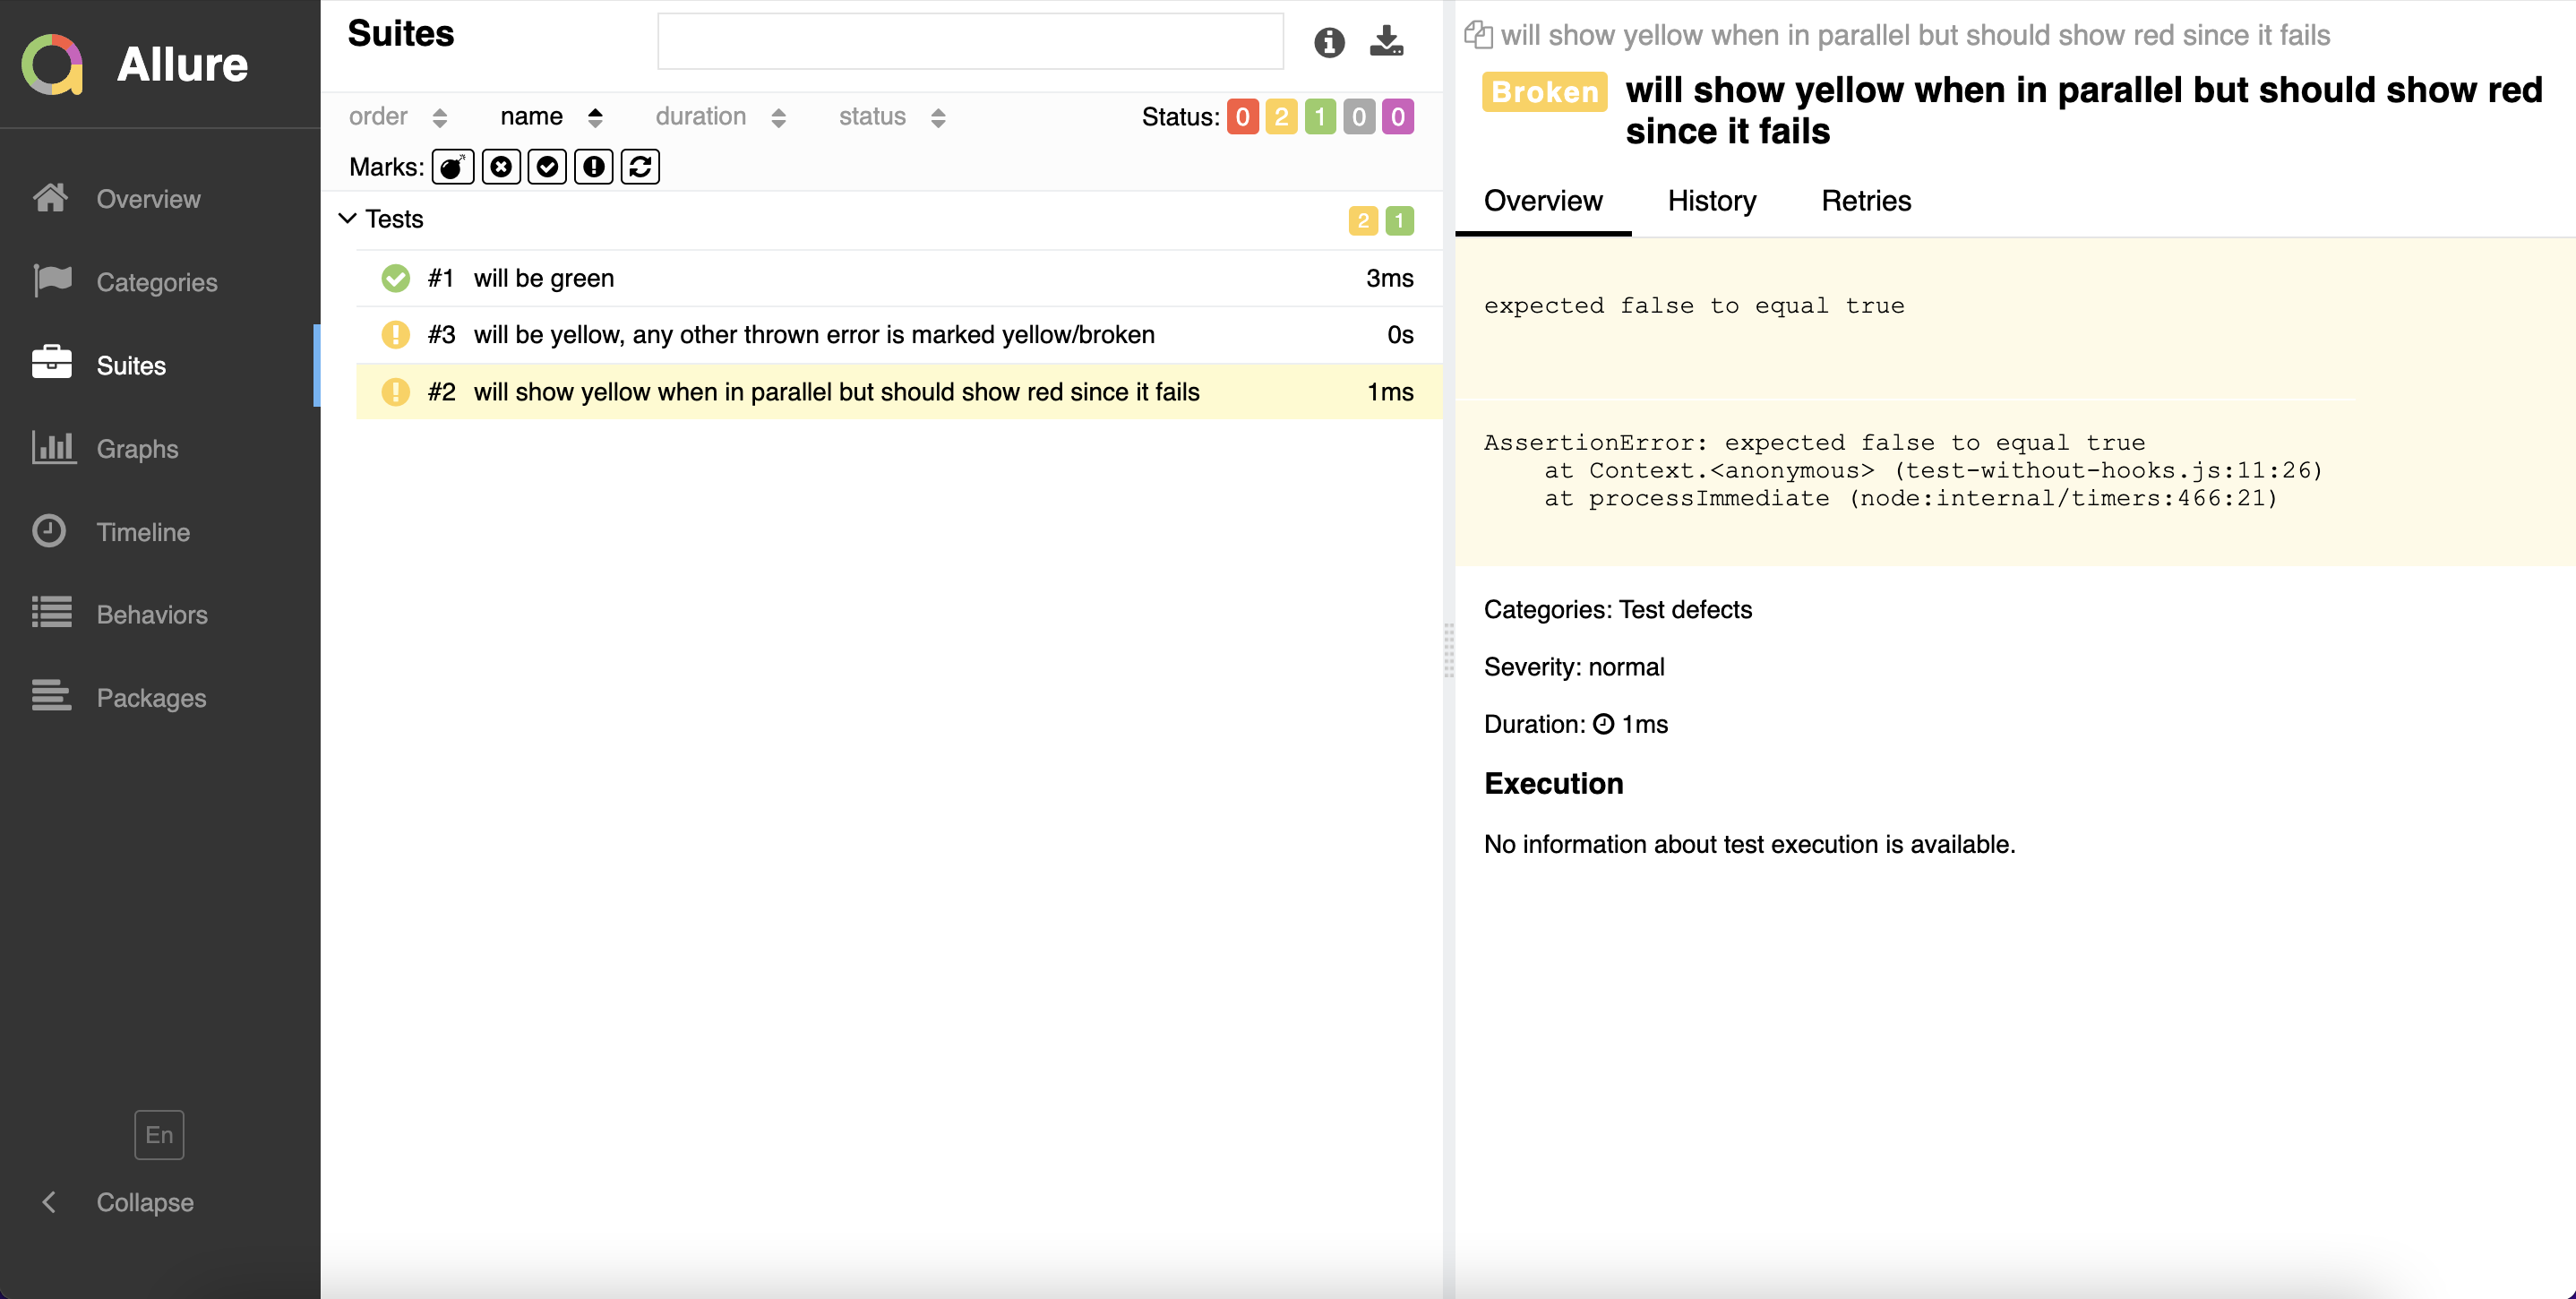 Allure
Overview
Categories
Suites
Graphs
Timeline
Behaviors
Packages
En
Collapse
Suites
order name duration status Status: 0 2 1 0 0
Marks:
Tests 2 1
#1 will be green 3ms
#3 will be yellow, any other thrown error is marked yellow/broken 0s
#2 will show yellow when in parallel but should show red since it fails 1ms
will show yellow when in parallel but should show red since it fails
Broken will show yellow when in parallel but should show red
since it fails
Overview History Retries
expected false to equal true
AssertionError: expected false to equal true
at Context.<anonymous> (test-without-hooks.js:11:26)
at processImmediate (node:internal/timers:466:21)
Categories: Test defects
Severity: normal
Duration: 1ms
Execution
No information about test execution is available.